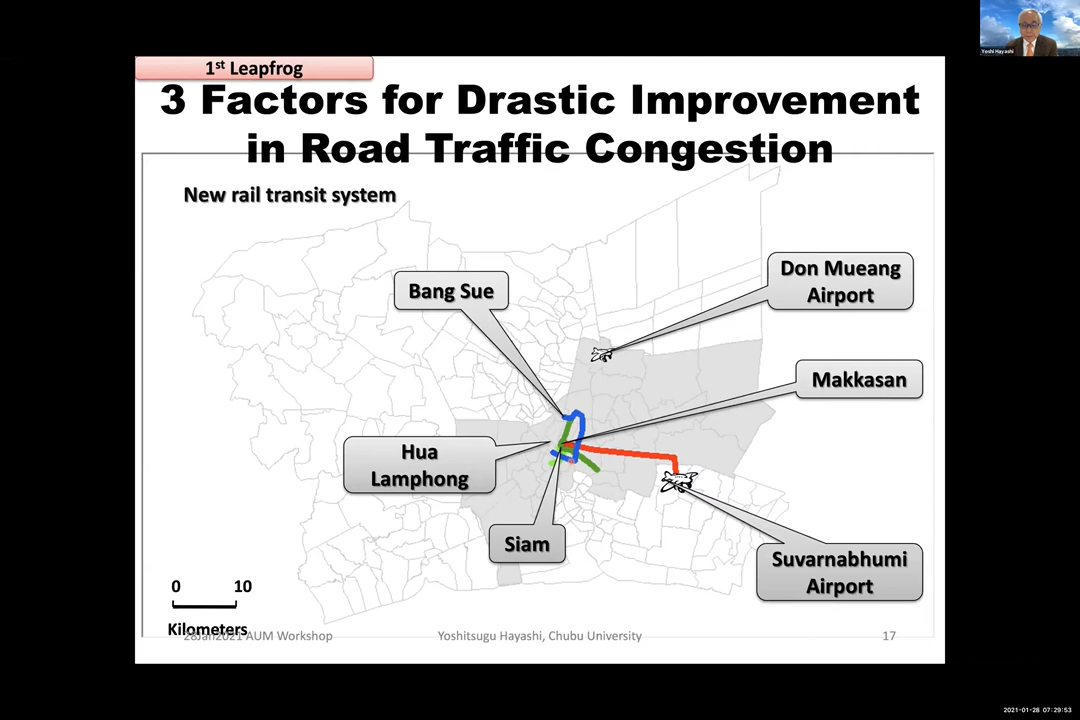 Yoshi Hayashi
1st Leapfrog
3 Factors for Drastic Improvement
in Road Traffic Congestion
New rail transit system
Don Mueang
Airport
Bang Sue
Makkasan
Hua
Lamphong
Siam
Suvarnabhumi
Airport
0 10
Kilometers
28Jan2021 AUM Workshop
Yoshitsugu Hayashi, Chubu University
17
2021-01-28 07:29:53